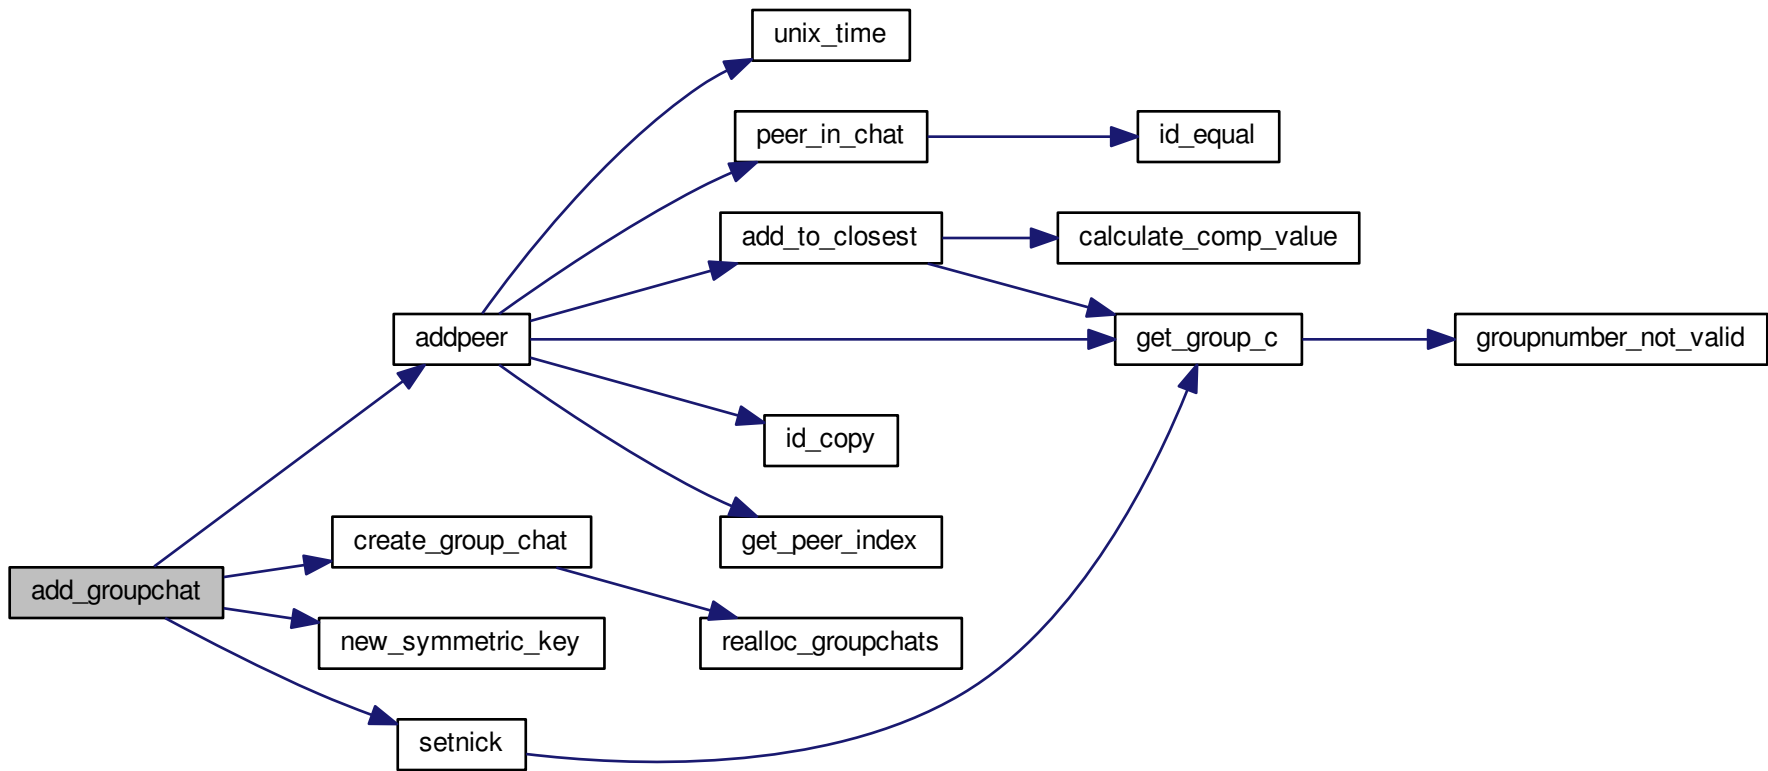 unix_time
peer_in_chat
id_equal
add_to_closest
calculate_comp_value
addpeer
get_group_c
groupnumber_not_valid
id_copy
get_peer_index
create_group_chat
add_groupchat
new_symmetric_key
realloc_groupchats
setnick